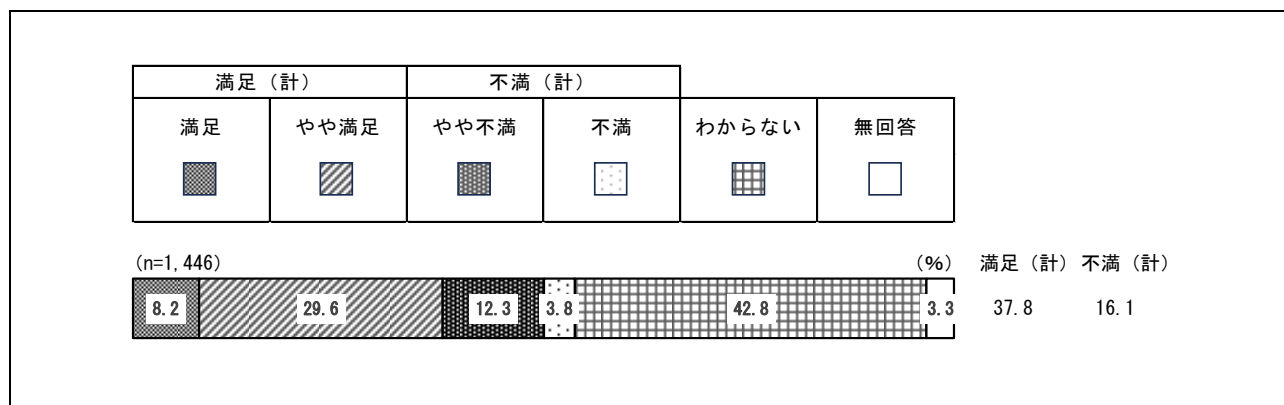 満足（計） 不満（計）
満足 やや満足 やや不満 不満 わからない 無回答
(n=1,446) (%) 満足（計） 不満（計）
8.2 29.6 12.3 3.8 42.8 3.3 37.8 16.1